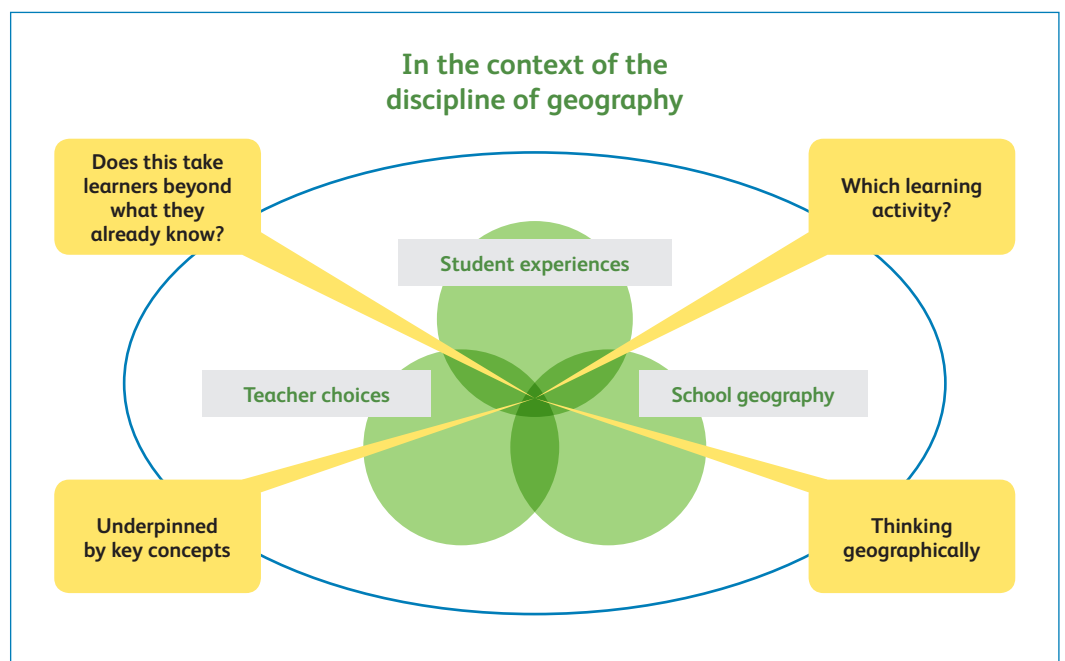 In the context of the
discipline of geography
Does this take
learners beyond
what they
already know?
Which learning
activity?
Student experiences
Teacher choices
School geography
Underpinned
by key concepts
Thinking
geographically